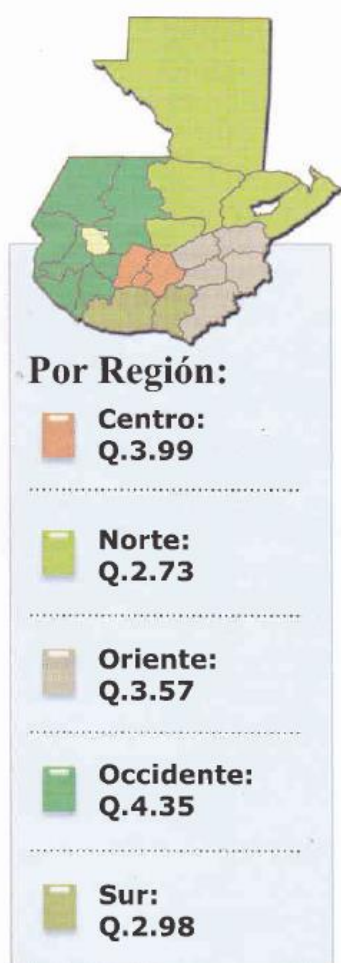 Por Región:
Centro:
Q.3.99
Norte:
Q.2.73
Oriente:
Q.3.57
Occidente:
Q.4.35
Sur:
Q.2.98